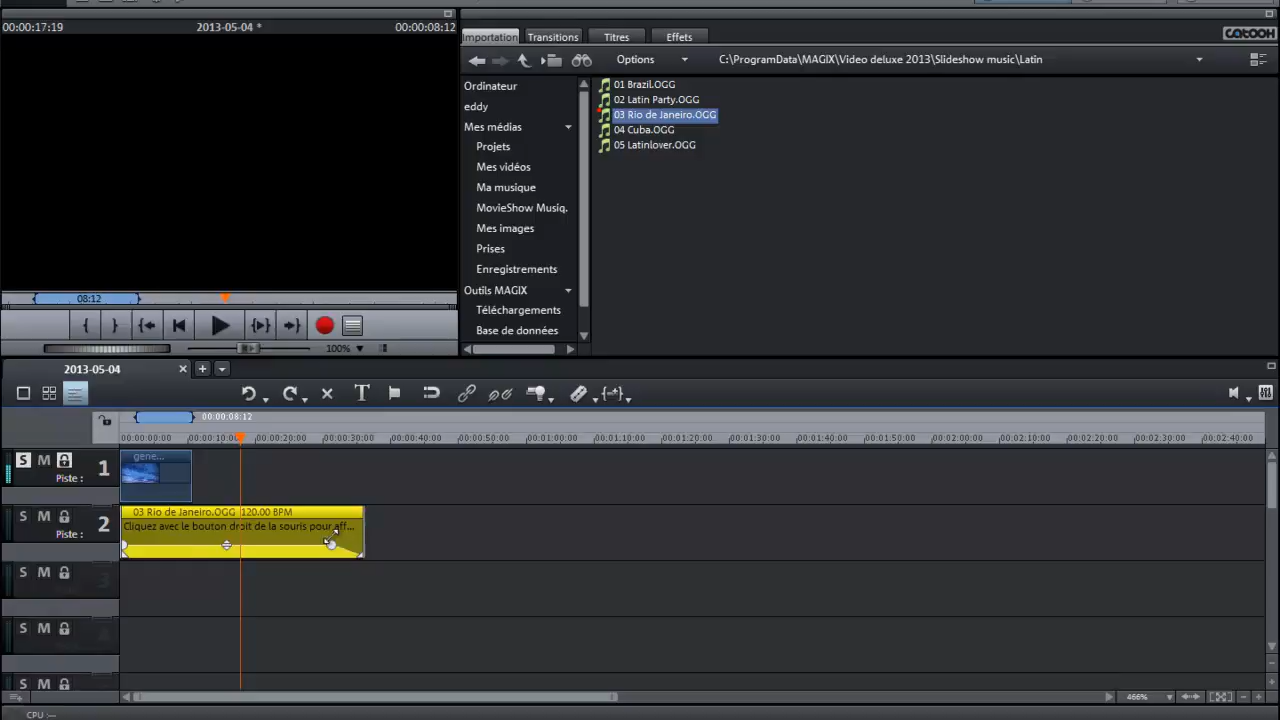 00:00:17:19
2013-05-04 *
00:00:08:12
Importation
Transitions
Titres
Effets
CATOOH
Options
C:\ProgramData\MAGIX\Video deluxe 2013\Slideshow music\Latin
Ordinateur
eddy
Mes médias
Projets
Mes vidéos
Ma musique
MovieShow Musiq.
Mes images
Prises
Enregistrements
Outils MAGIX
Téléchargements
Base de données
01 Brazil.OGG
02 Latin Party.OGG
03 Rio de Janeiro.OGG
04 Cuba.OGG
05 Latinlover.OGG
08:12
100%
2013-05-04
00:00:08:12
00:00:00:00
00:00:10:00
00:00:20:00
00:00:30:00
00:00:40:00
00:00:50:00
00:01:00:00
00:01:10:00
00:01:20:00
00:01:30:00
00:01:40:00
00:01:50:00
00:02:00:00
00:02:10:00
00:02:20:00
00:02:30:00
00:02:40:00
S M 1
Piste :
gene...
S M 2
Piste :
03 Rio de Janeiro.OGG 120.00 BPM
Cliquez avec le bouton droit de la souris pour aff...
S M 3
S M 4
S M
466%
CPU :--